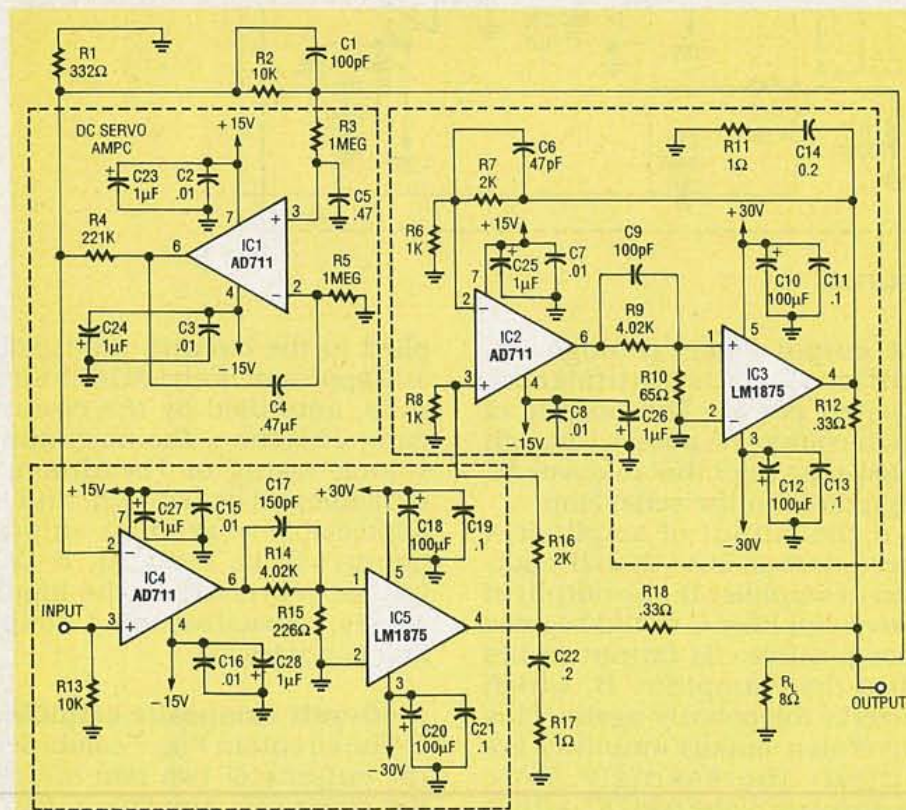 R1
332Ω
R2
10K
C1
100pF
DC SERVO
AMPC
+15V
R3
1MEG
C23
1µF
C2
.01
C5
.47
7
3
+
R4
221K
6
IC1
AD711
R5
1MEG
4
2
−
C24
1µF
C3
.01
−15V
C4
.47µF
C6
47pF
R7
2K
R11
1Ω
C14
0.2
R6
1K
+15V
C25
1µF
C7
.01
C9
100pF
+30V
C10
100µF
C11
.1
7
2
−
IC2
AD711
6
R9
4.02K
1
+
5
IC3
LM1875
4
3
+
R8
1K
R10
65Ω
2
−
R12
.33Ω
−15V
C8
.01
C26
1µF
3
C12
100µF
C13
.1
−30V
+15V
C27
1µF
C15
.01
C17
150pF
+30V
C18
100µF
C19
.1
7
2
−
IC4
AD711
6
R14
4.02K
1
+
5
IC5
LM1875
4
R16
2K
R18
.33Ω
INPUT
3
+
4
R15
226Ω
2
−
R13
10K
−15V
C16
.01
C28
1µF
3
C20
100µF
C21
.1
−30V
C22
.2
R17
1Ω
RL
8Ω
OUTPUT